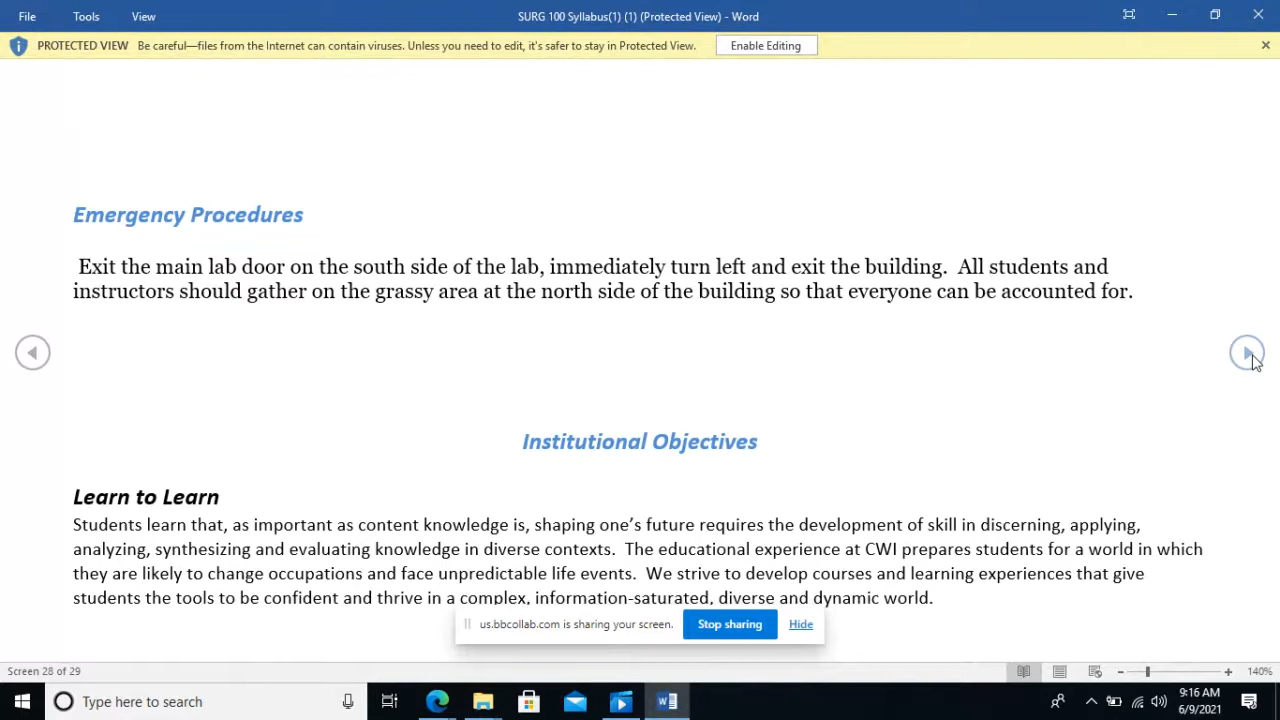 File Tools View SURG 100 Syllabus(1) (1) (Protected View) - Word
PROTECTED VIEW Be careful—files from the Internet can contain viruses. Unless you need to edit, it's safer to stay in Protected View. Enable Editing
Emergency Procedures
Exit the main lab door on the south side of the lab, immediately turn left and exit the building. All students and
instructors should gather on the grassy area at the north side of the building so that everyone can be accounted for.
Institutional Objectives
Learn to Learn
Students learn that, as important as content knowledge is, shaping one's future requires the development of skill in discerning, applying,
analyzing, synthesizing and evaluating knowledge in diverse contexts. The educational experience at CWI prepares students for a world in which
they are likely to change occupations and face unpredictable life events. We strive to develop courses and learning experiences that give
students the tools to be confident and thrive in a complex, information-saturated, diverse and dynamic world.
us.bbcollab.com is sharing your screen. Stop sharing Hide
Screen 28 of 29 140%
Type here to search 9:16 AM
6/9/2021